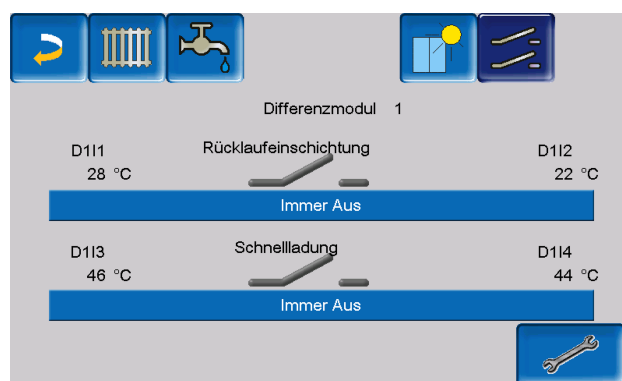 Differenzmodul 1
D1I1 Rücklaufeinschichtung D1I2
28 °C 22 °C
Immer Aus
D1I3 Schnellladung D1I4
46 °C 44 °C
Immer Aus